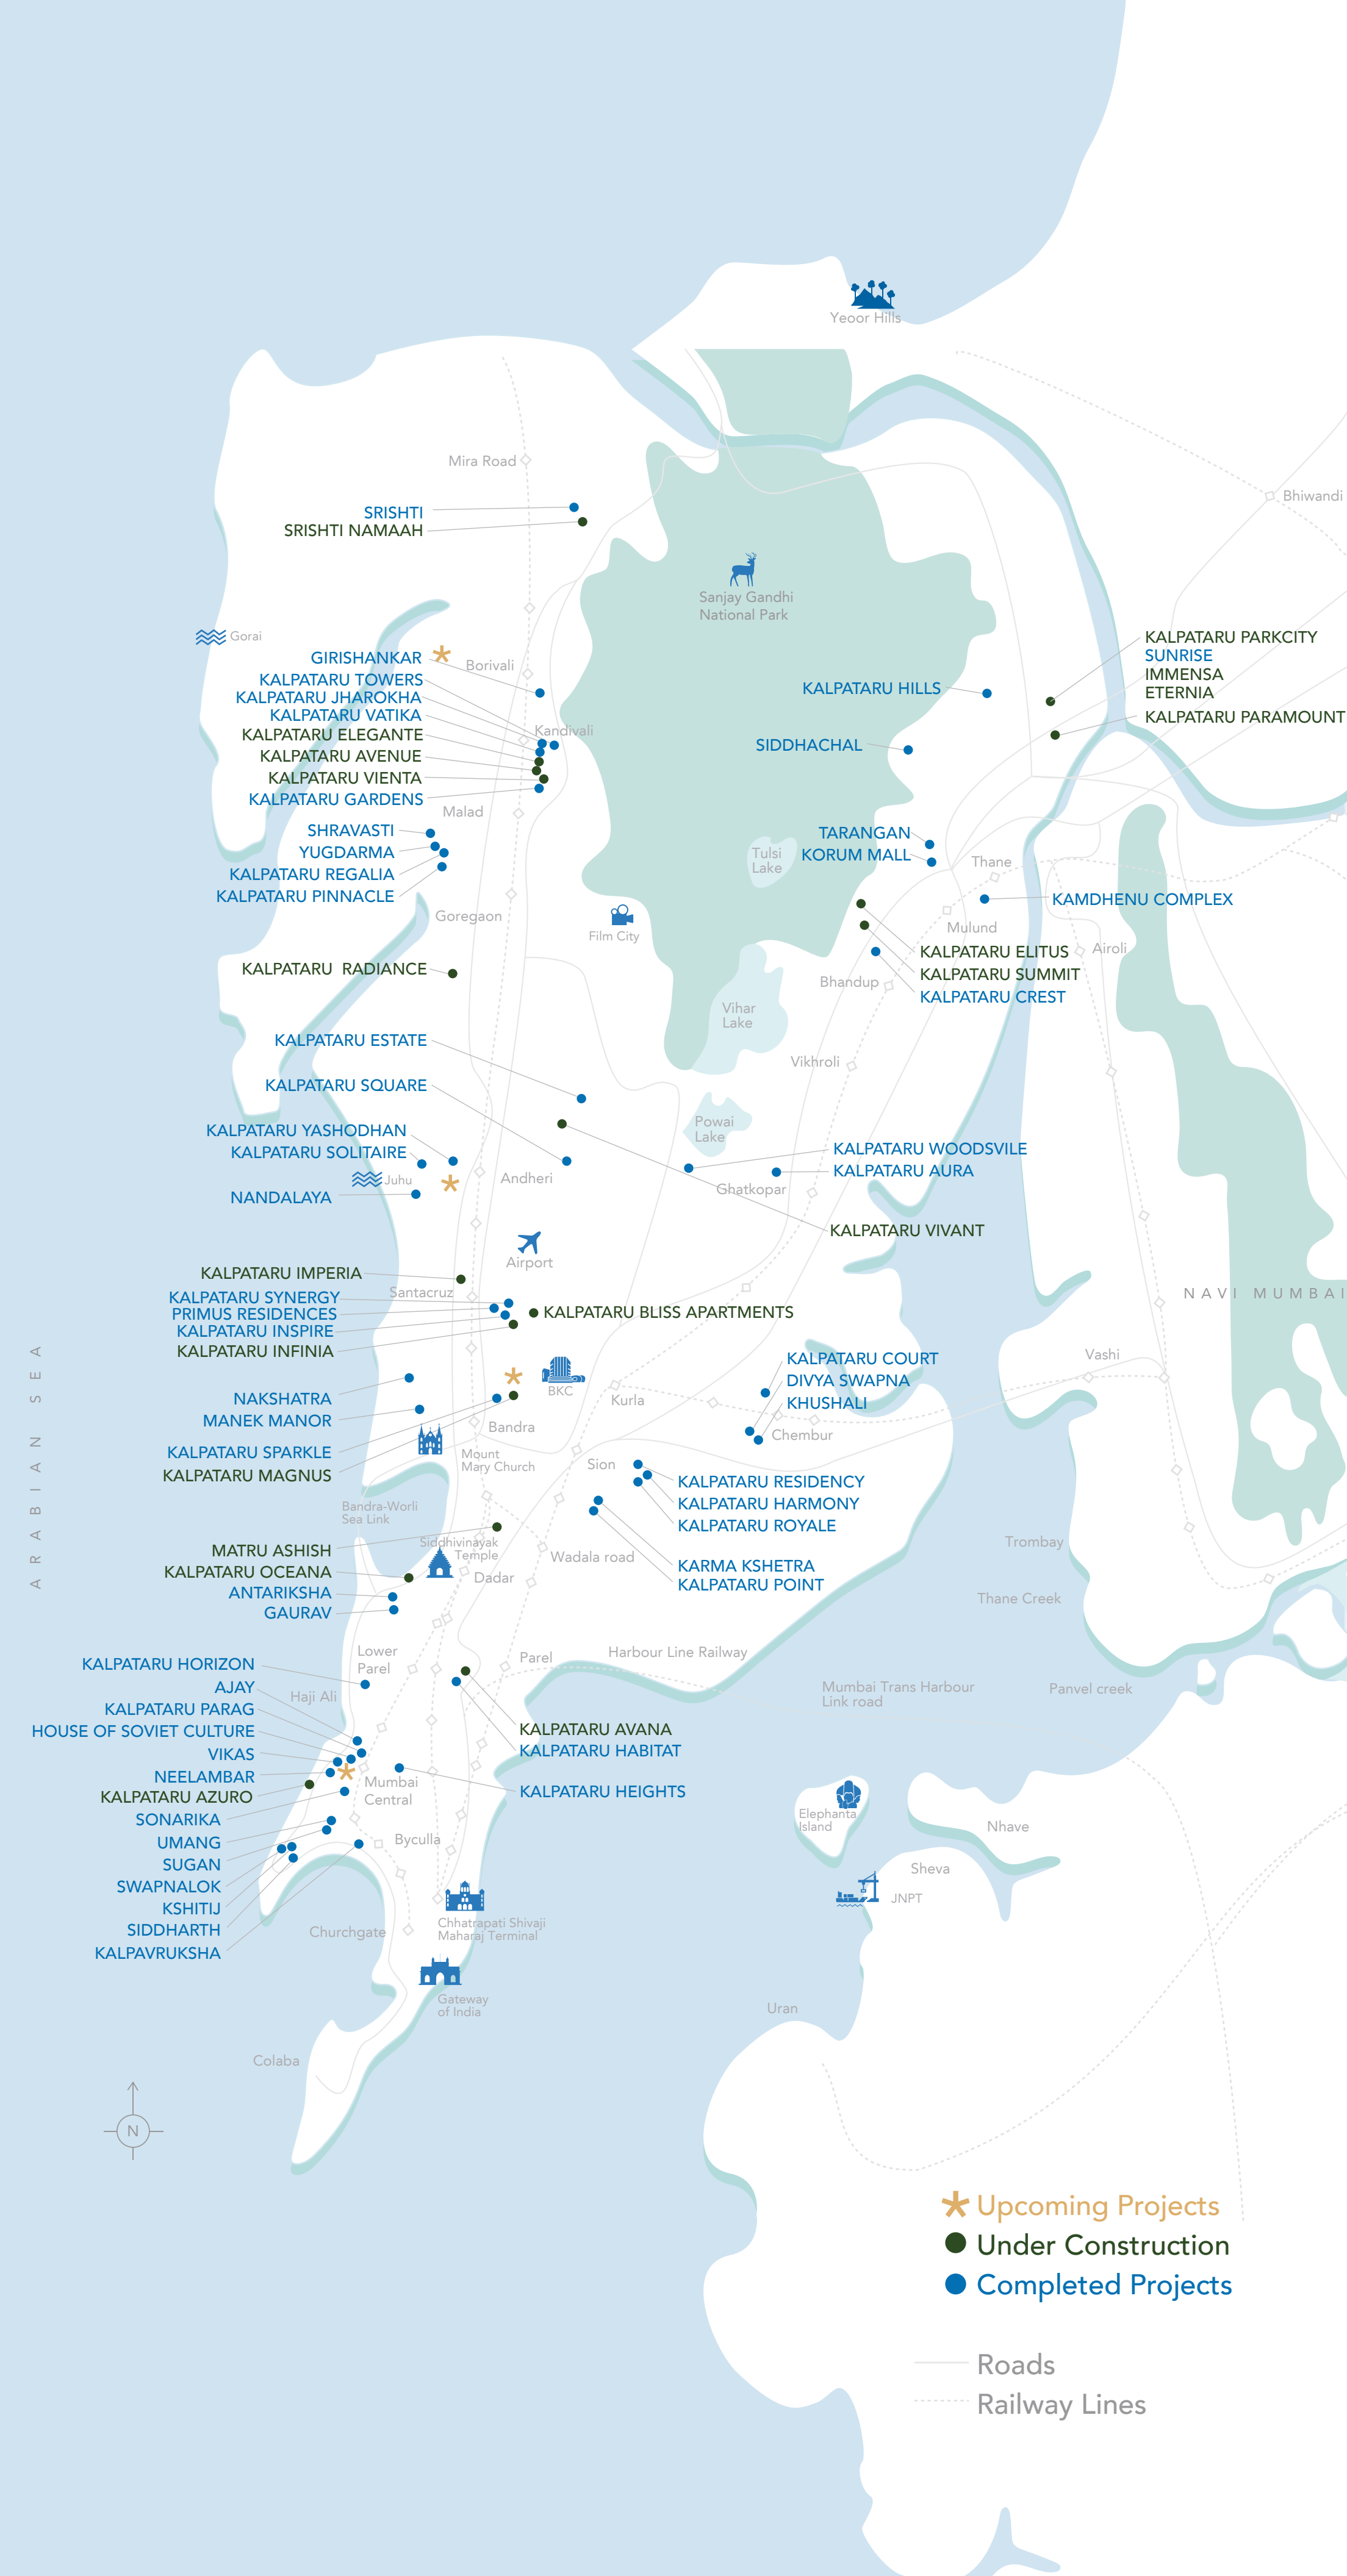 Yeoor Hills
Mira Road
Bhiwandi
SRISHTI
SRISHTI NAMAAH
Sanjay Gandhi
National Park
Gorai
GIRISHANKAR
Borivali
KALPATARU TOWERS
KALPATARU JHAROKHA
KALPATARU VATIKA
KALPATARU ELEGANTE
Kandivali
KALPATARU AVENUE
KALPATARU VIENTA
KALPATARU GARDENS
Malad
KALPATARU PARKCITY
SUNRISE
IMMENSA
ETERNIA
KALPATARU PARAMOUNT
KALPATARU HILLS
SIDDHACHAL
SHRAVASTI
YUGDARMA
KALPATARU REGALIA
KALPATARU PINNACLE
TARANGAN
KORUM MALL
Tulsi
Lake
Thane
KAMDHENU COMPLEX
Goregaon
Film City
Mulund
Airoli
KALPATARU ELITUS
KALPATARU SUMMIT
KALPATARU CREST
KALPATARU RADIANCE
Bhandup
Vihar
Lake
KALPATARU ESTATE
Vikhroli
KALPATARU SQUARE
Powai
Lake
KALPATARU YASHODHAN
KALPATARU SOLITAIRE
KALPATARU WOODSVILE
KALPATARU AURA
Juhu
Andheri
Ghatkopar
NANDALAYA
KALPATARU VIVANT
Airport
KALPATARU IMPERIA
Santacruz
KALPATARU SYNERGY
PRIMUS RESIDENCES
KALPATARU INSPIRE
KALPATARU INFINIA
KALPATARU BLISS APARTMENTS
NAVI MUMBAI
ARABIAN SEA
Vashi
KALPATARU COURT
DIVYA SWAPNA
KHUSHALI
NAKSHATRA
MANEK MANOR
BKC
Kurla
Bandra
Chembur
KALPATARU SPARKLE
KALPATARU MAGNUS
Mount
Mary Church
Sion
KALPATARU RESIDENCY
KALPATARU HARMONY
KALPATARU ROYALE
Bandra-Worli
Sea Link
MATRU ASHISH
Siddhivinayak
Temple
Wadala road
KARMA KSHETRA
KALPATARU POINT
Trombay
KALPATARU OCEANA
Dadar
ANTARIKSHA
GAURAV
Thane Creek
KALPATARU HORIZON
Lower
Parel
Parel
Harbour Line Railway
AJAY
Haji Ali
Mumbai Trans Harbour
Link road
Panvel creek
KALPATARU PARAG
HOUSE OF SOVIET CULTURE
KALPATARU AVANA
KALPATARU HABITAT
VIKAS
NEELAMBAR
KALPATARU AZURO
Mumbai
Central
KALPATARU HEIGHTS
SONARIKA
UMANG
SUGAN
SWAPNALOK
KSHITIJ
SIDDHARTH
KALPAVRUKSHA
Byculla
Elephanta
Island
Nhave
Sheva
JNPT
Churchgate
Chhatrapati Shivaji
Maharaj Terminal
Gateway
of India
Uran
Colaba
N
Upcoming Projects
Under Construction
Completed Projects
Roads
Railway Lines